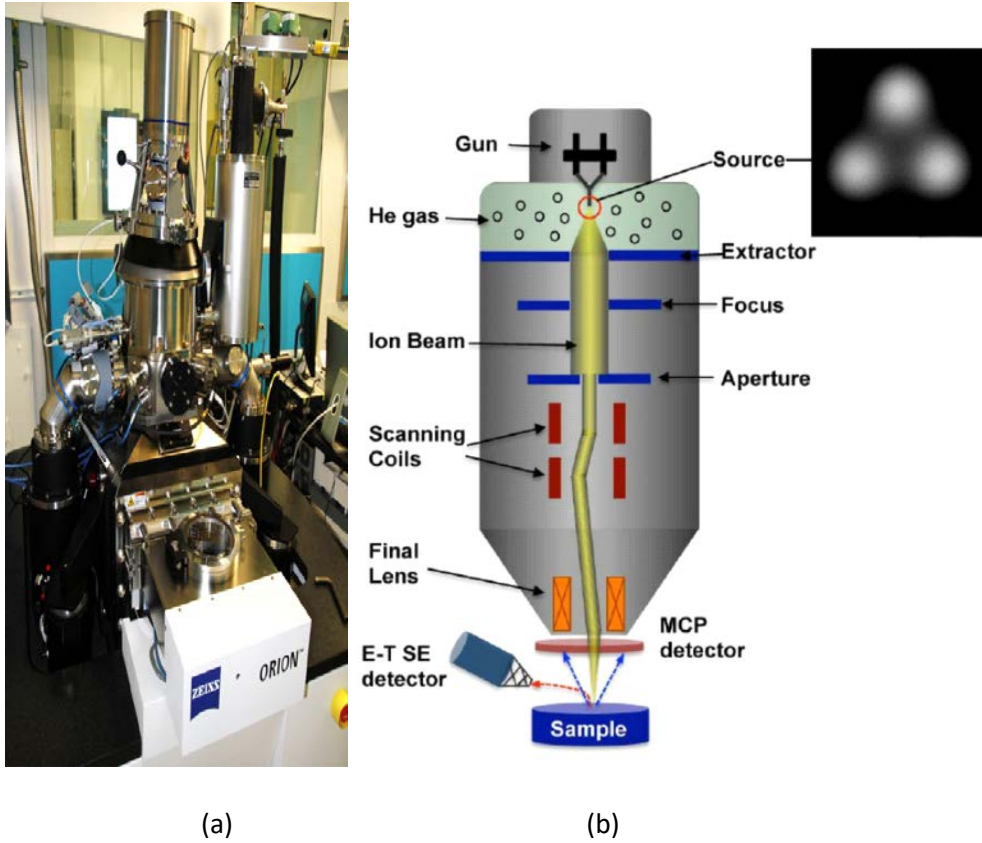 ZEISS
ORION™
Gun
Source
He gas
Extractor
Focus
Ion Beam
Aperture
Scanning
Coils
Final
Lens
MCP
detector
E-T SE
detector
Sample
(a)
(b)